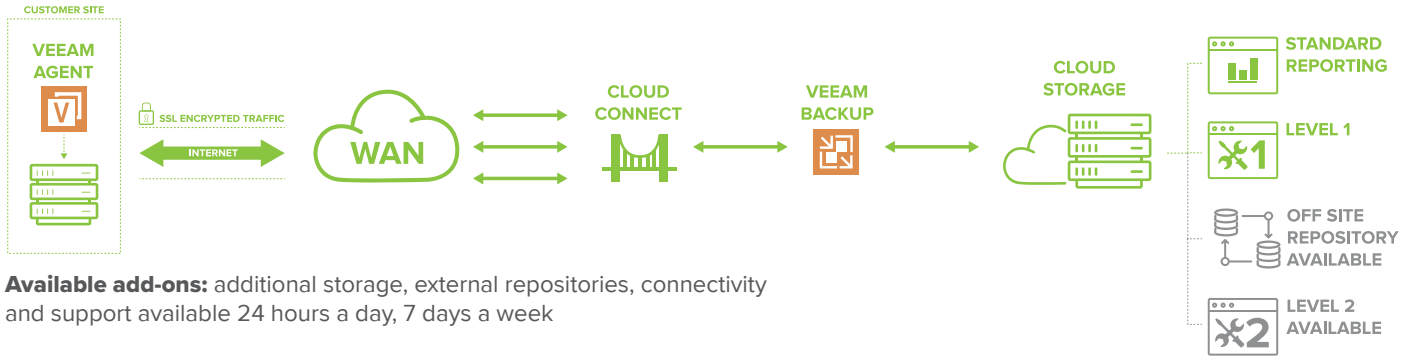 CUSTOMER SITE
VEEAM
AGENT
V
SSL ENCRYPTED TRAFFIC
INTERNET
WAN
CLOUD
CONNECT
VEEAM
BACKUP
CLOUD
STORAGE
STANDARD
REPORTING
1
LEVEL 1
OFF SITE
REPOSITORY
AVAILABLE
2
LEVEL 2
AVAILABLE
Available add-ons: additional storage, external repositories, connectivity
and support available 24 hours a day, 7 days a week